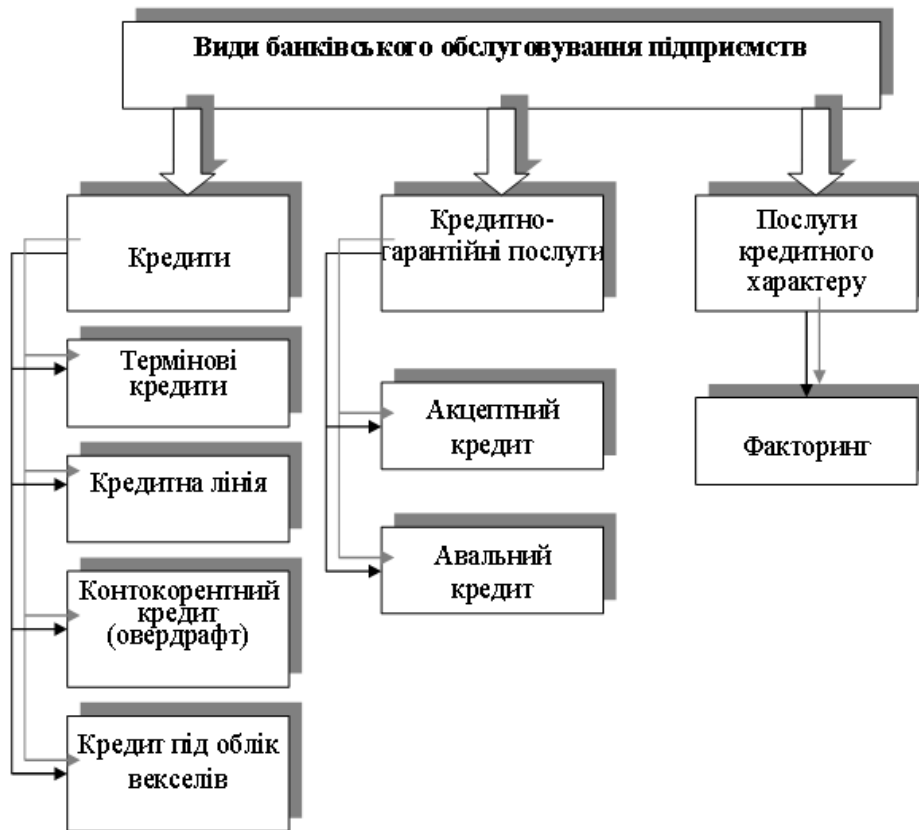 Види банківського обслуговування підприємств
Кредити
Термінові
кредити
Кредитна лінія
Контокорентний
кредит
(овердрафт)
Кредит під облік
векселів
Кредитно-
гарантійні послуги
Акцептний
кредит
Авальний
кредит
Послуги
кредитного
характеру
Факторинг